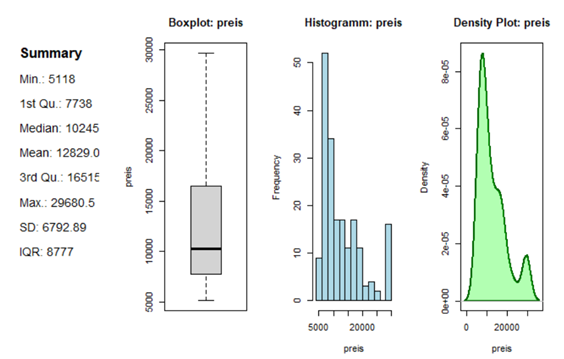 Summary
Min.: 5118
1st Qu.: 7738
Median: 10245
Mean: 12829.0
3rd Qu.: 16515
Max.: 29680.5
SD: 6792.89
IQR: 8777
Boxplot: preis
30000
25000
20000
15000
10000
5000
preis
Histogramm: preis
50
40
30
20
10
0
Frequency
5000
20000
preis
Density Plot: preis
8e-05
6e-05
4e-05
2e-05
0e+00
Density
0
20000
preis